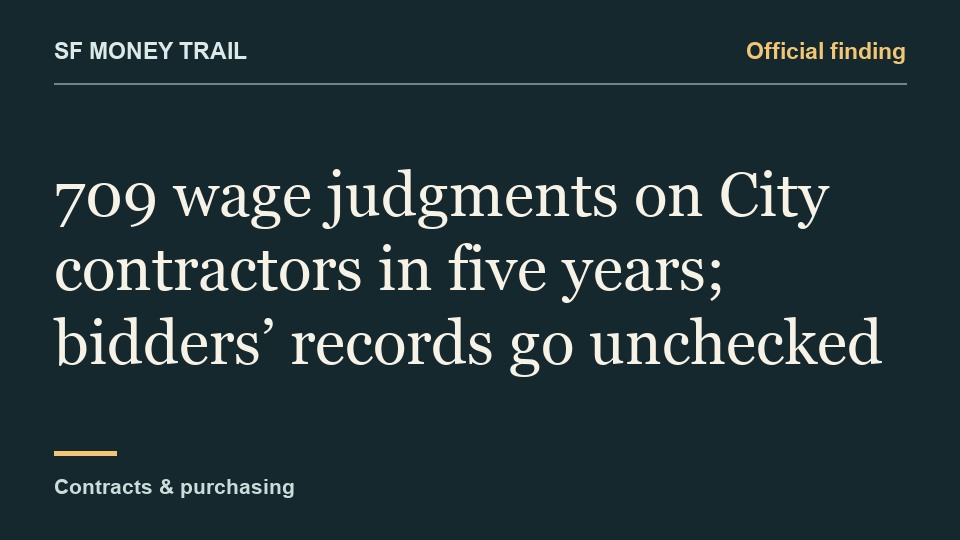 SF MONEY TRAIL
Official finding
709 wage judgments on City
contractors in five years;
bidders’ records go unchecked
Contracts & purchasing